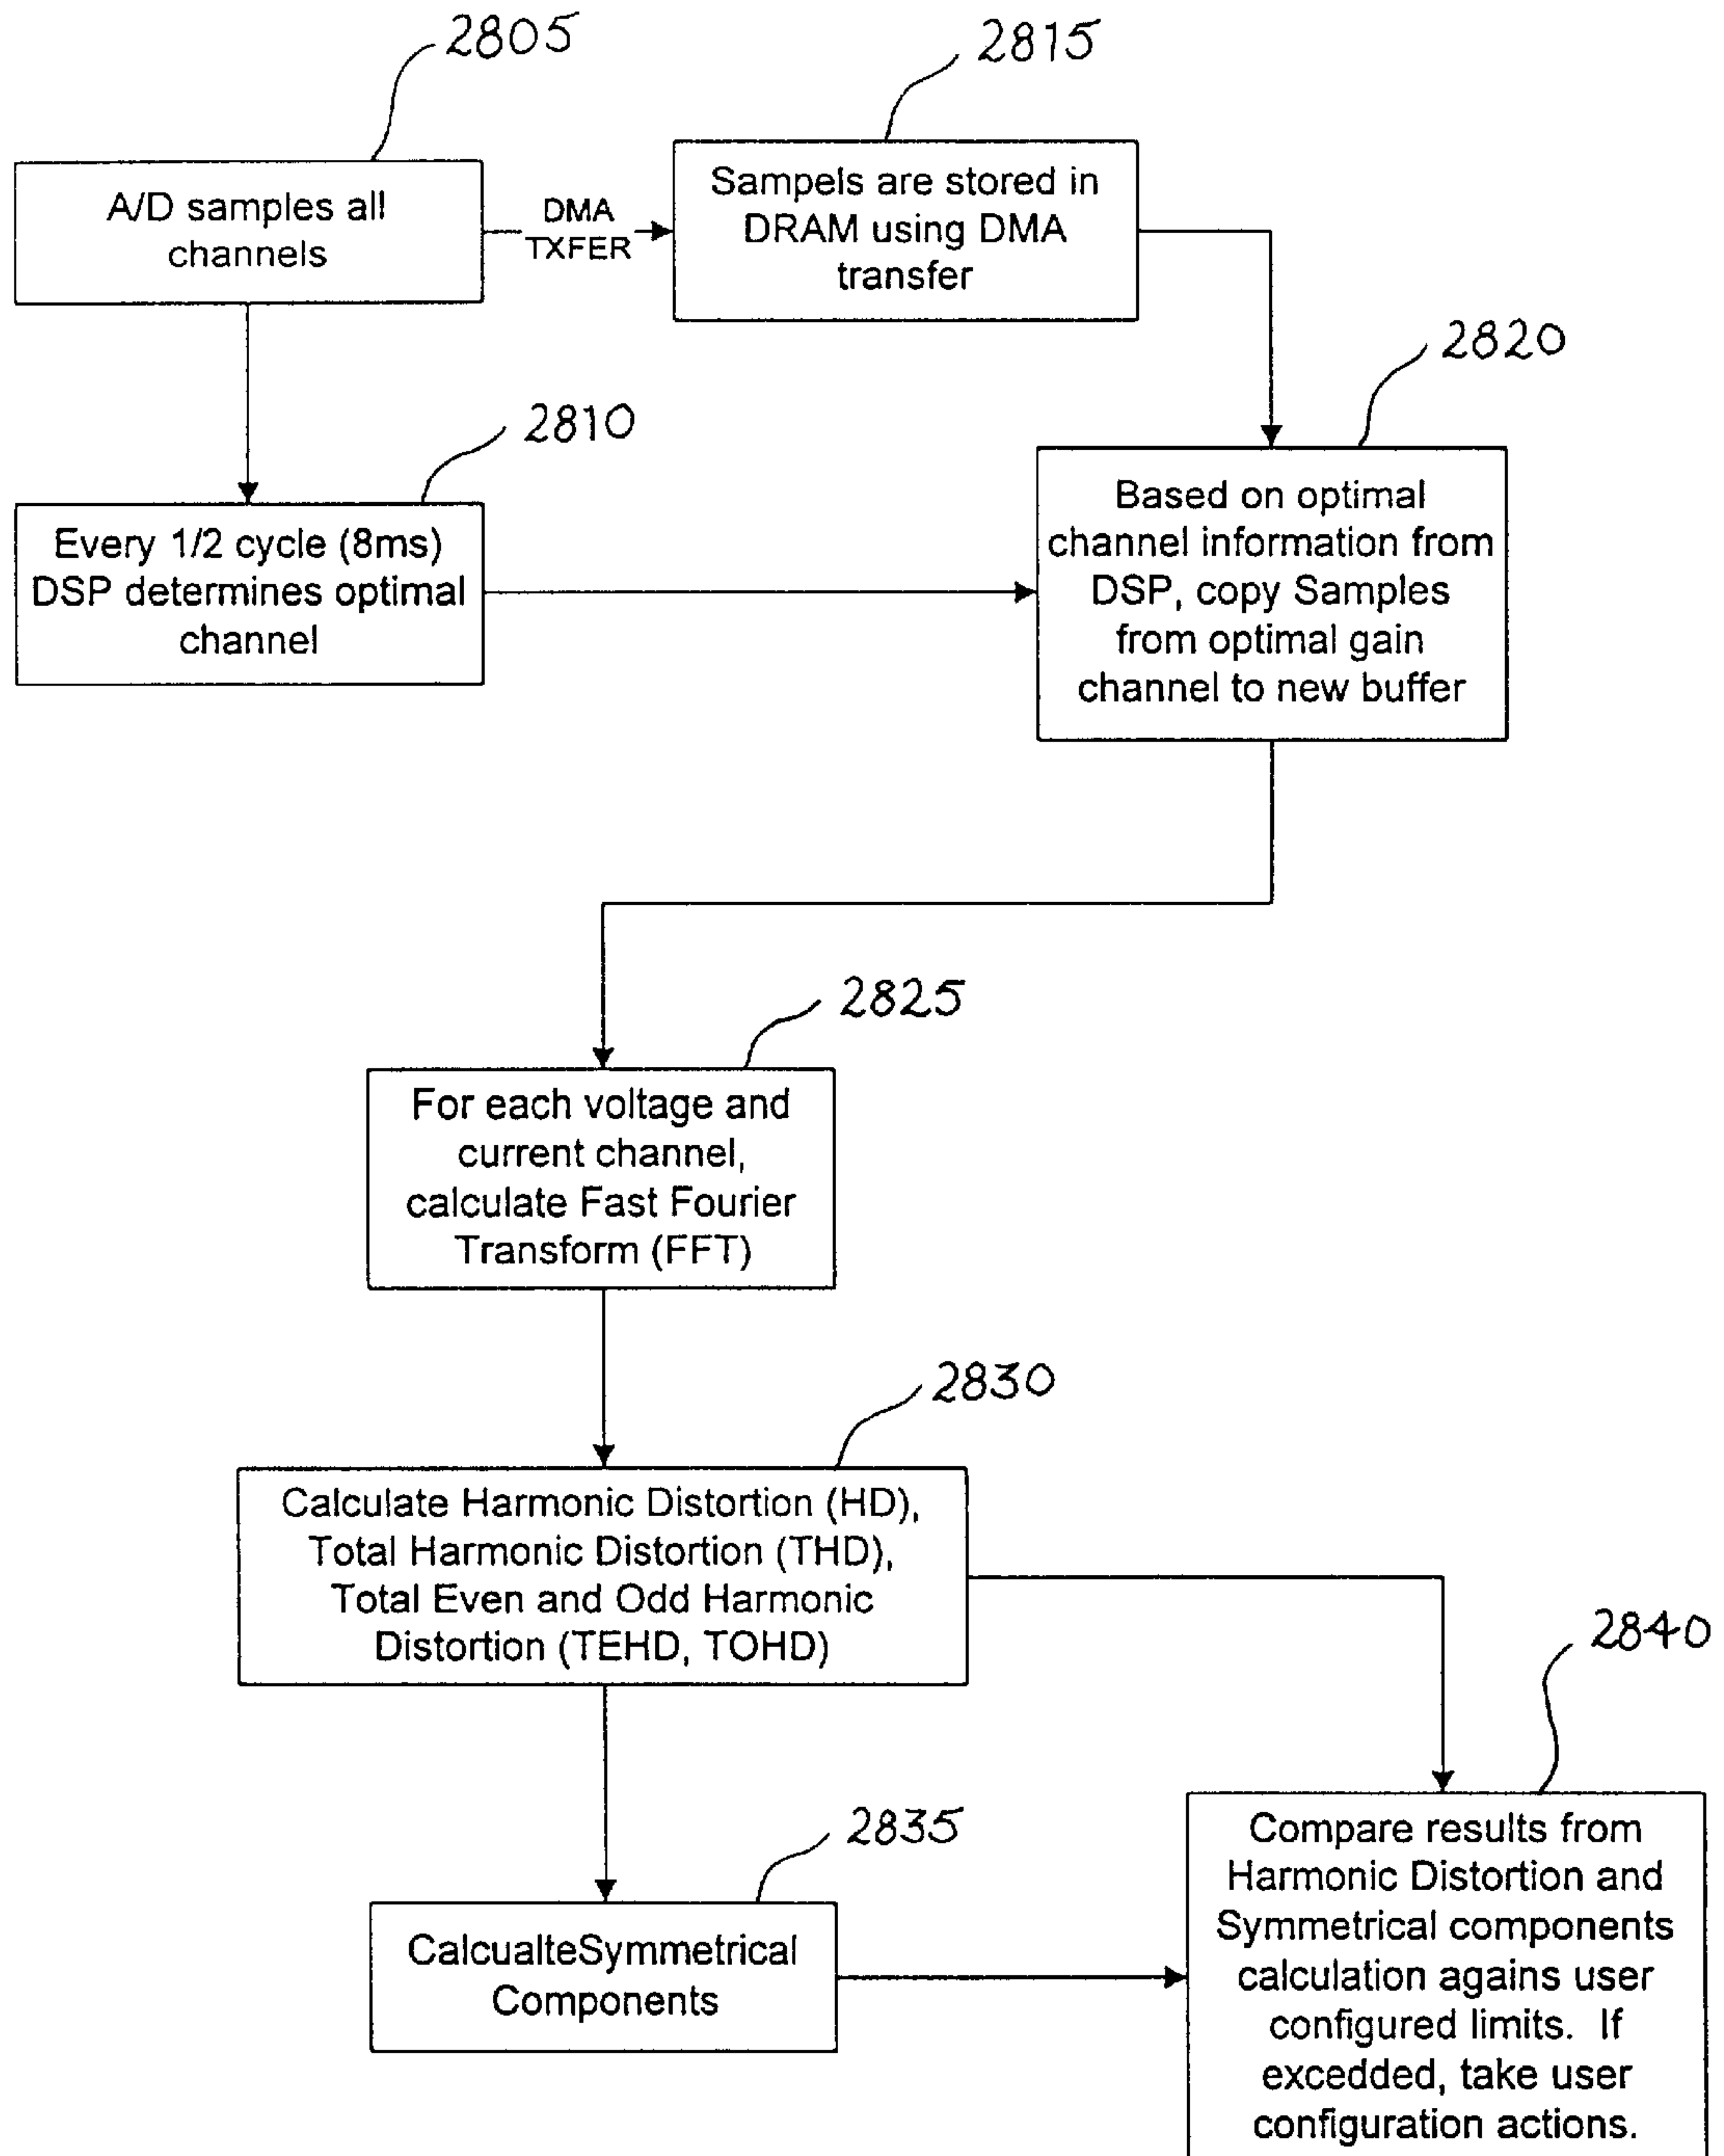 2805
2815
A/D samples all
channels
DMA
TXFER
Sampels are stored in
DRAM using DMA
transfer
2820
2810
Every 1/2 cycle (8ms)
DSP determines optimal
channel
Based on optimal
channel information from
DSP, copy Samples
from optimal gain
channel to new buffer
2825
For each voltage and
current channel,
calculate Fast Fourier
Transform (FFT)
2830
Calculate Harmonic Distortion (HD),
Total Harmonic Distortion (THD),
Total Even and Odd Harmonic
Distortion (TEHD, TOHD)
2840
2835
CalcualteSymmetrical
Components
Compare results from
Harmonic Distortion and
Symmetrical components
calculation agains user
configured limits. If
excedded, take user
configuration actions.